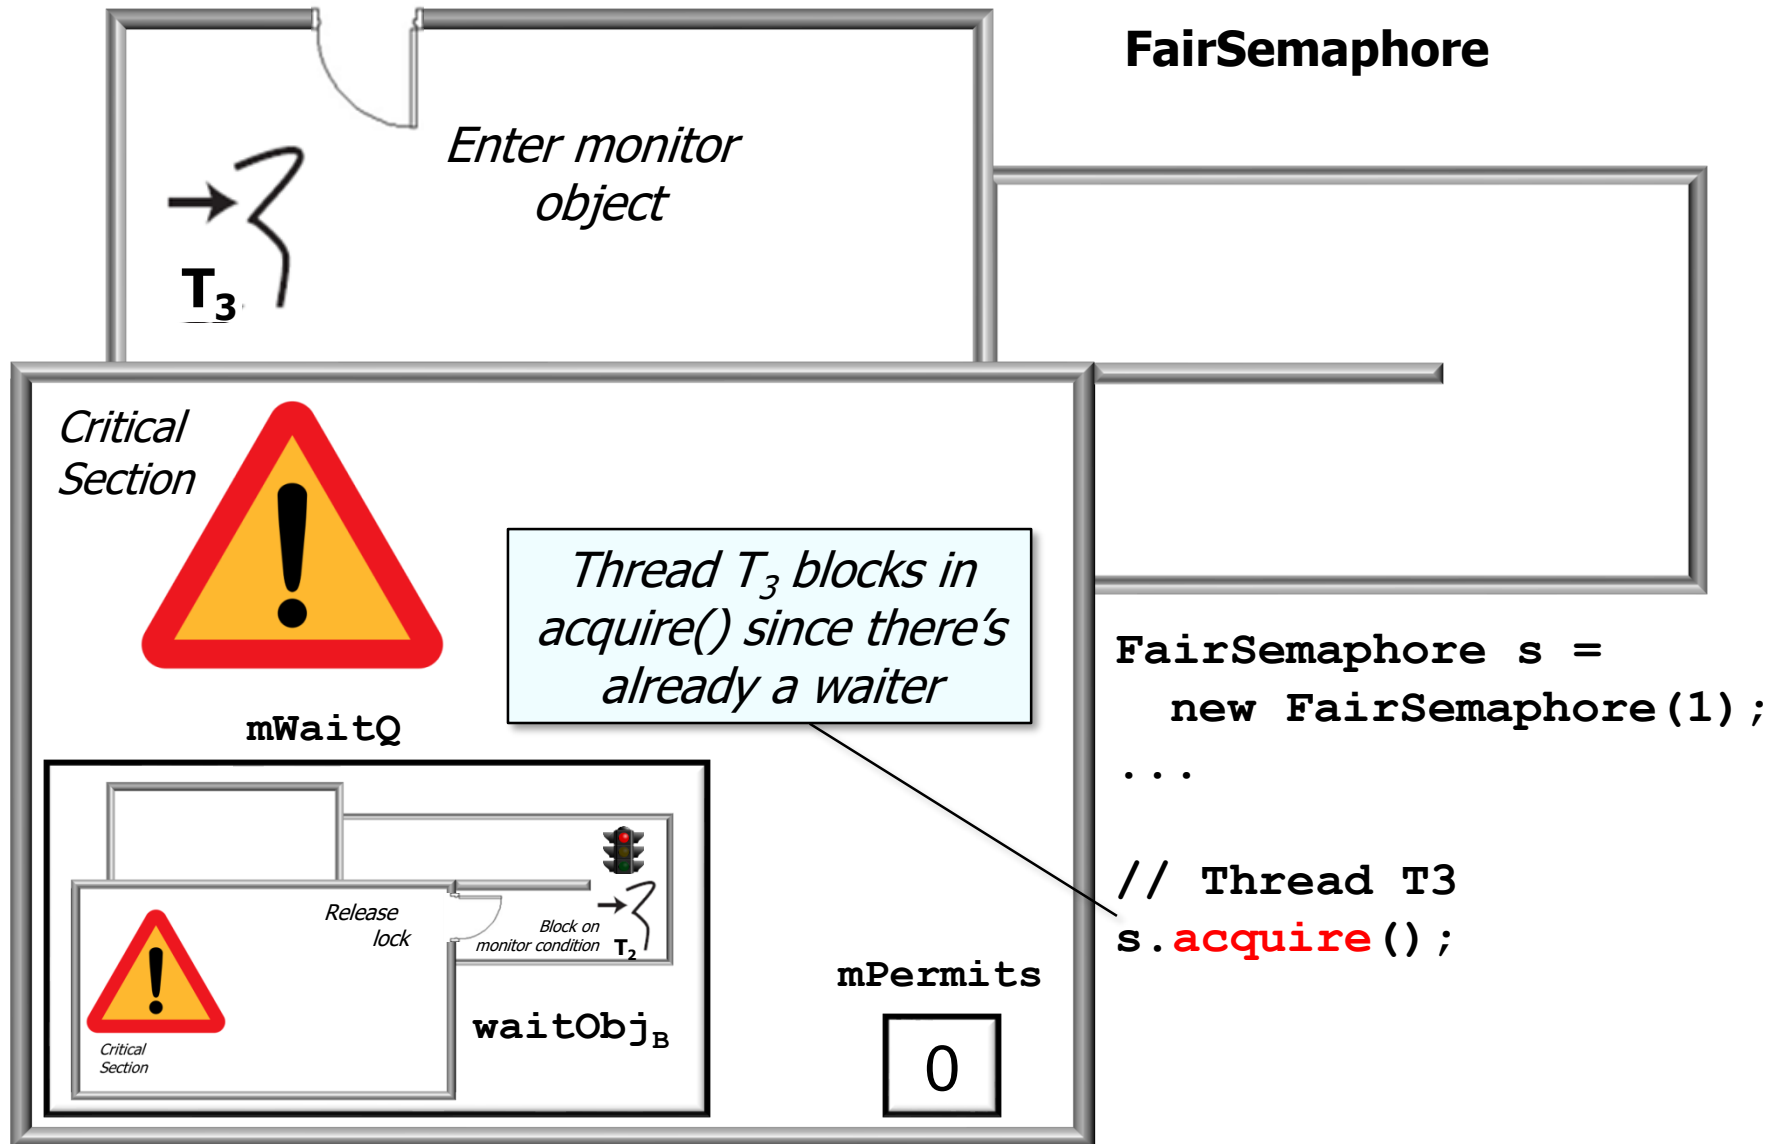 FairSemaphore
Enter monitor
object
T3
Critical
Section
Thread T3 blocks in
acquire() since there’s
already a waiter
mWaitQ
Release
lock
Block on
monitor condition
T2
Critical
Section
waitObjB
mPermits
0
FairSemaphore s =
new FairSemaphore(1);
...
// Thread T3
s.acquire();